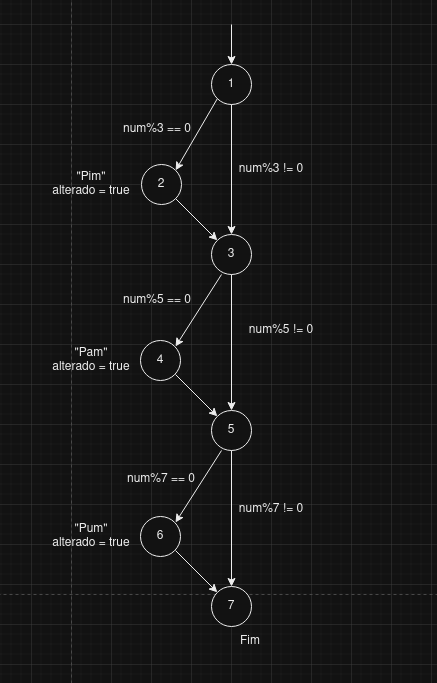 1
num%3 == 0
num%3 != 0
"Pim"
alterado = true
2
3
num%5 == 0
num%5 != 0
"Pam"
alterado = true
4
5
num%7 == 0
num%7 != 0
"Pum"
alterado = true
6
7
Fim